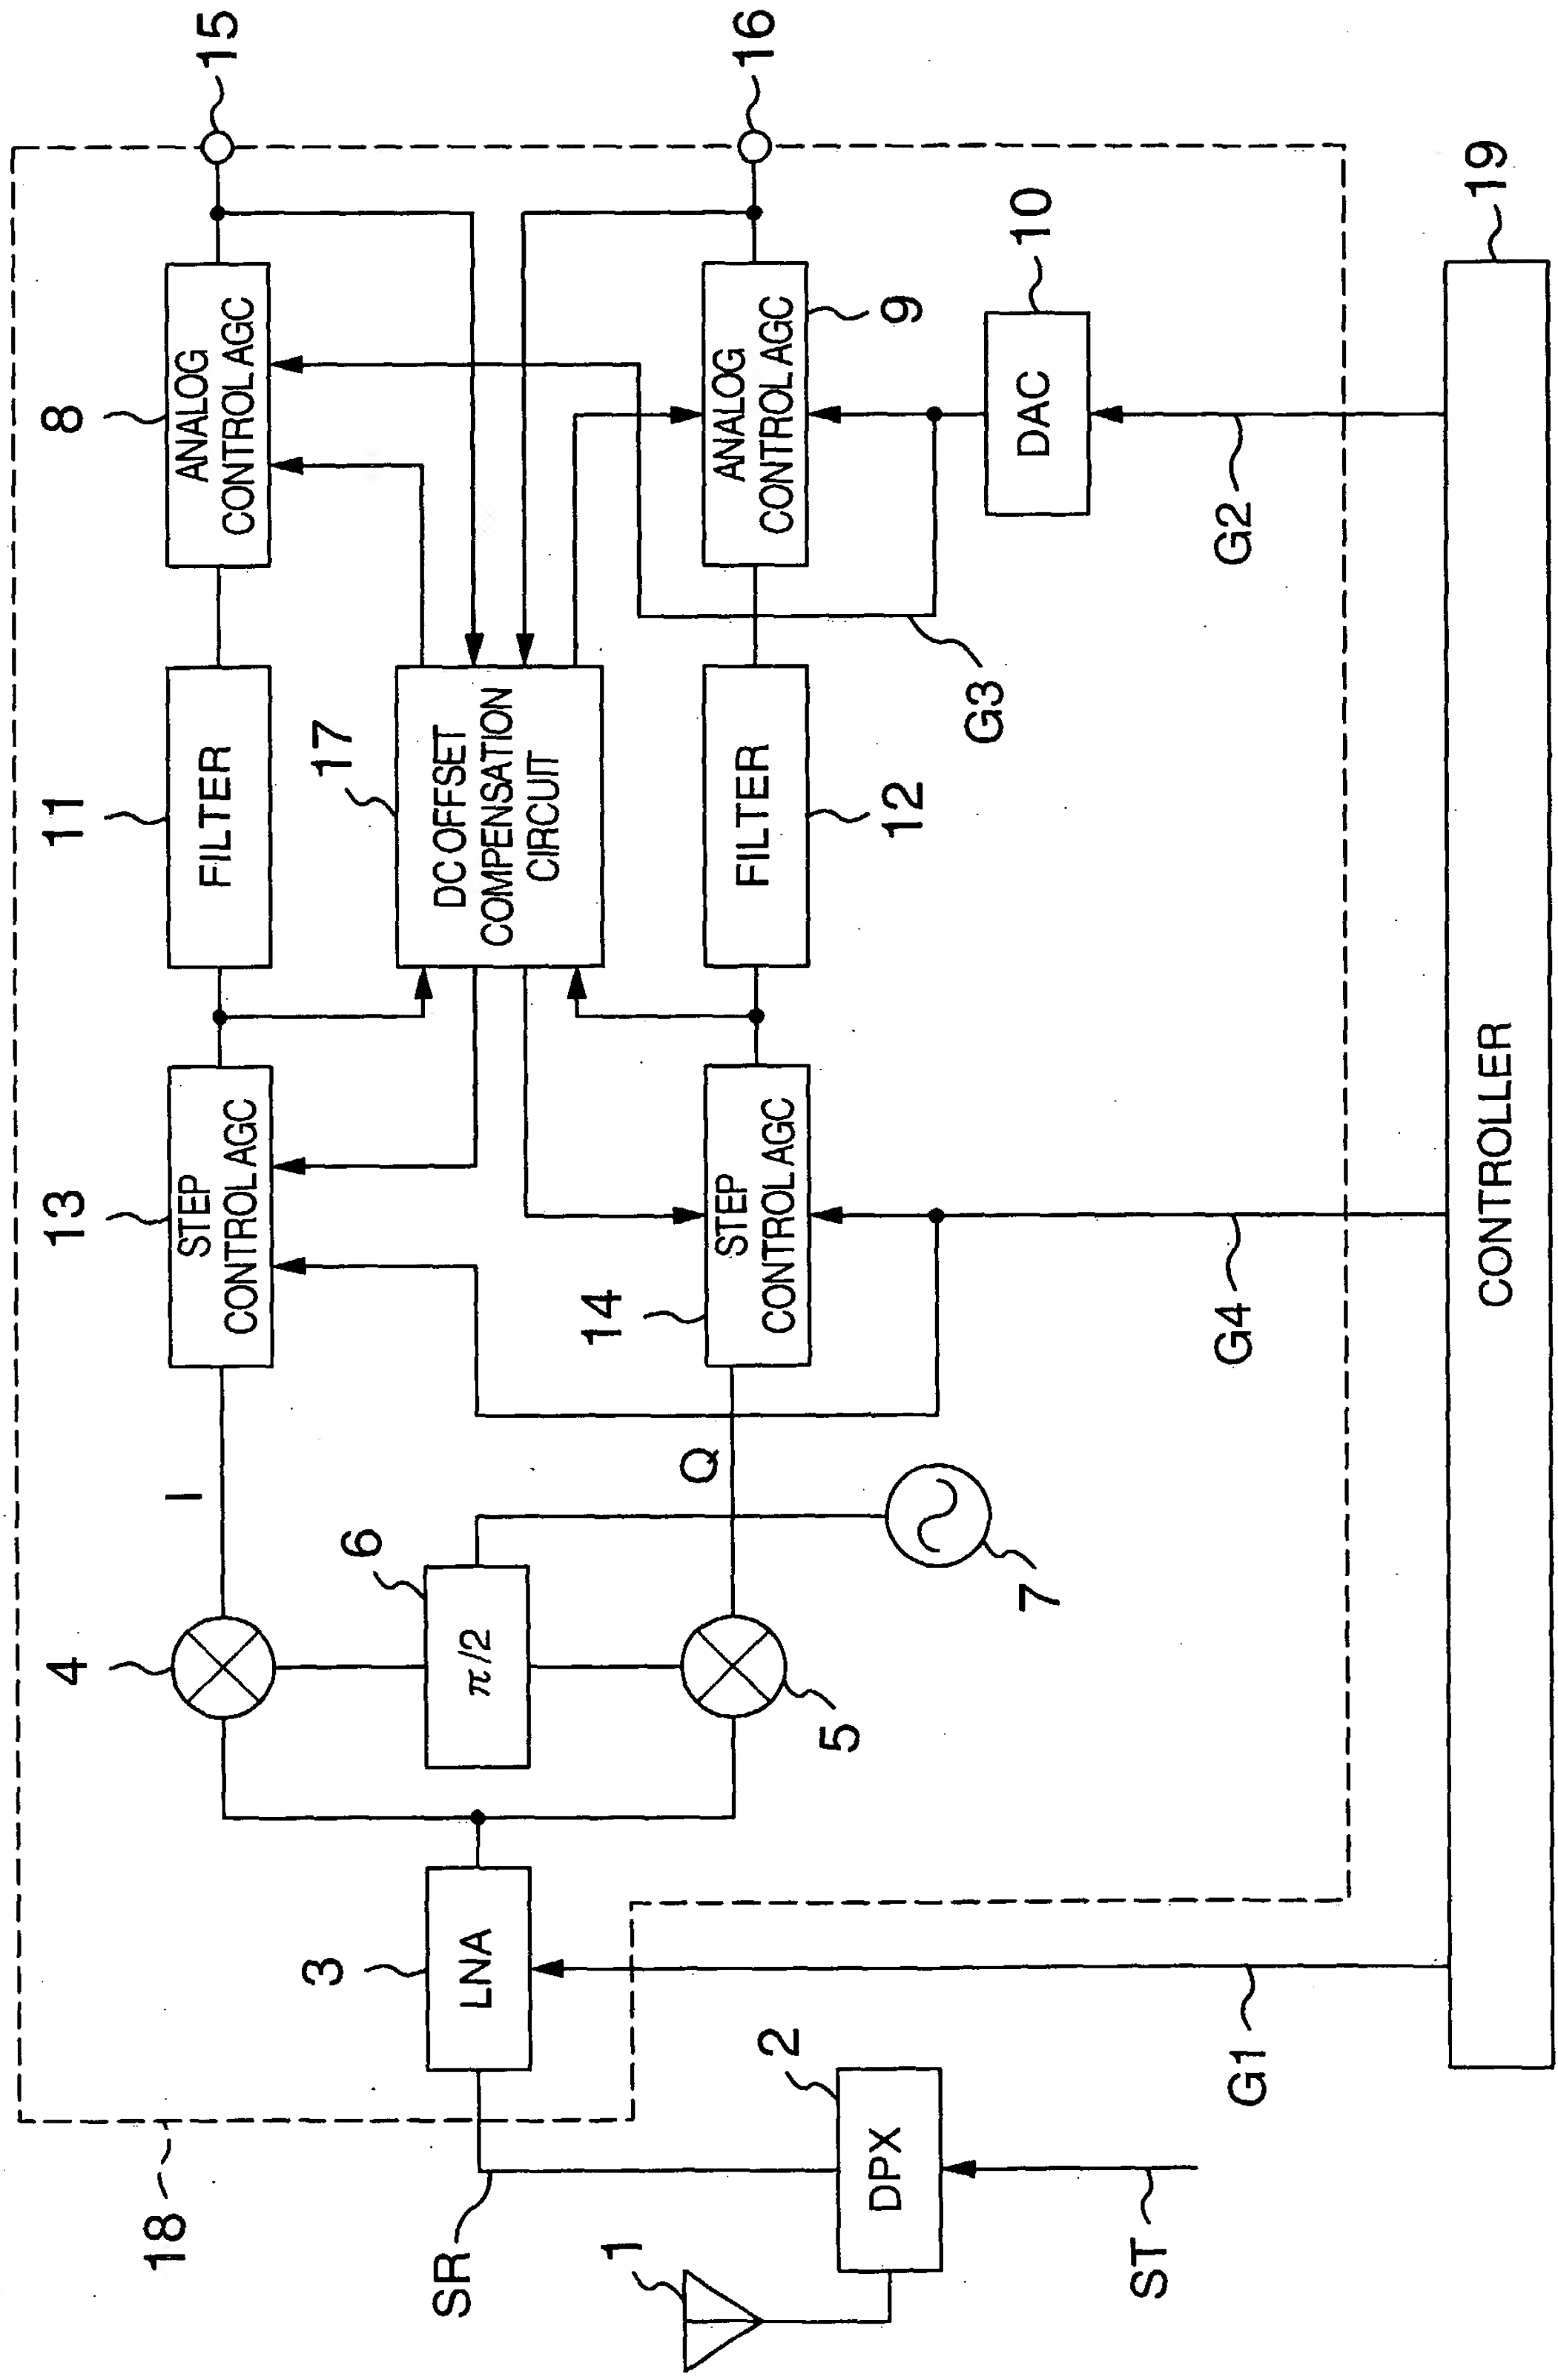 18
SR
1
DPX
2
ST
G1
3
LNA
4
5
6
π/2
7
I
Q
13
STEP
CONTROL AGC
14
STEP
CONTROL AGC
G4
11
FILTER
17
DC OFFSET
COMPENSATION
CIRCUIT
FILTER
12
G3
8
ANALOG
CONTROL AGC
ANALOG
CONTROL AGC
9
DAC
10
G2
15
16
CONTROLLER
19